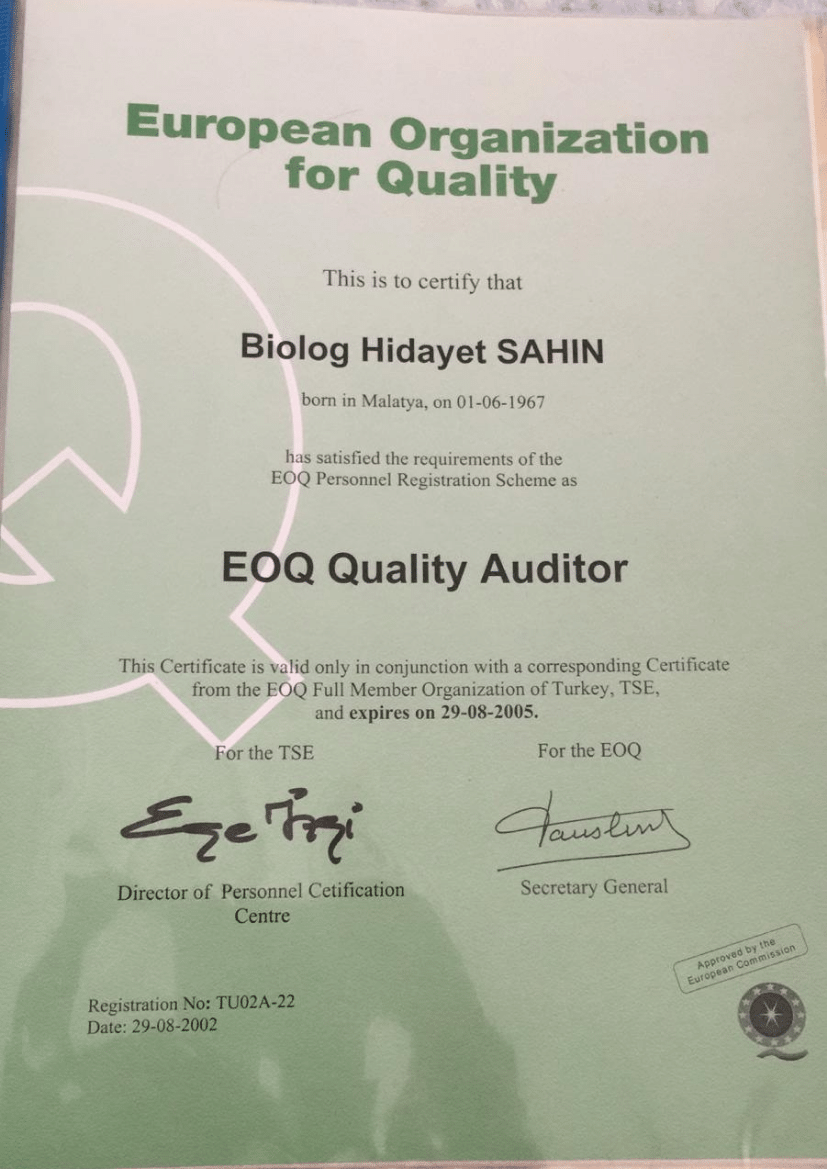 European Organization
for Quality
This is to certify that
Biolog Hidayet SAHIN
born in Malatya, on 01-06-1967
has satisfied the requirements of the
EOQ Personnel Registration Scheme as
EOQ Quality Auditor
This Certificate is valid only in conjunction with a corresponding Certificate
from the EOQ Full Member Organization of Turkey, TSE,
and expires on 29-08-2005.
For the TSE
For the EOQ
Director of Personnel Cetification
Centre
Secretary General
Approved by the
European Commission
Registration No: TU02A-22
Date: 29-08-2002